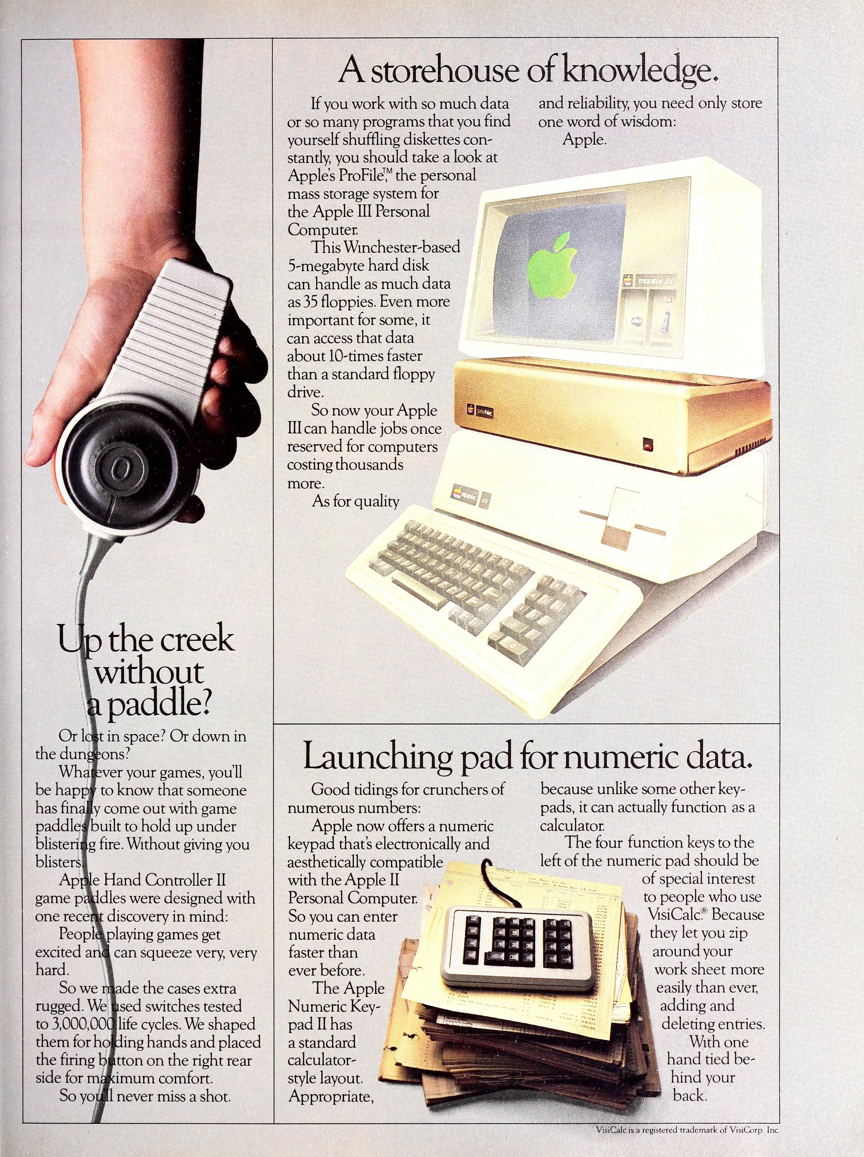 Up the creek
without
a paddle?
Or lost in space? Or down in
the dungeons?
Whatever your games, you'll
be happy to know that someone
has finally come out with game
paddles built to hold up under
blistering fire. Without giving you
blisters.
Apple Hand Controller II
game paddles were designed with
one recent discovery in mind:
People playing games get
excited and can squeeze very, very
hard.
So we made the cases extra
rugged. We used switches tested
to 3,000,000 life cycles. We shaped
them for holding hands and placed
the firing button on the right rear
side for maximum comfort.
So you'll never miss a shot.
A storehouse of knowledge.
If you work with so much data
or so many programs that you find
yourself shuffling diskettes con-
stantly, you should take a look at
Apple's ProFile,™ the personal
mass storage system for
the Apple III Personal
Computer.
This Winchester-based
5-megabyte hard disk
can handle as much data
as 35 floppies. Even more
important for some, it
can access that data
about 10-times faster
than a standard floppy
drive.
So now your Apple
III can handle jobs once
reserved for computers
costing thousands
more.
As for quality
and reliability, you need only store
one word of wisdom:
Apple.
monitor III
profile
apple III
Launching pad for numeric data.
Good tidings for crunchers of
numerous numbers:
Apple now offers a numeric
keypad that's electronically and
aesthetically compatible
with the Apple II
Personal Computer.
So you can enter
numeric data
faster than
ever before.
The Apple
Numeric Key-
pad II has
a standard
calculator-
style layout.
Appropriate,
because unlike some other key-
pads, it can actually function as a
calculator.
The four function keys to the
left of the numeric pad should be
of special interest
to people who use
VisiCalc.® Because
they let you zip
around your
work sheet more
easily than ever,
adding and
deleting entries.
With one
hand tied be-
hind your
back.
VisiCalc is a registered trademark of VisiCorp. Inc.